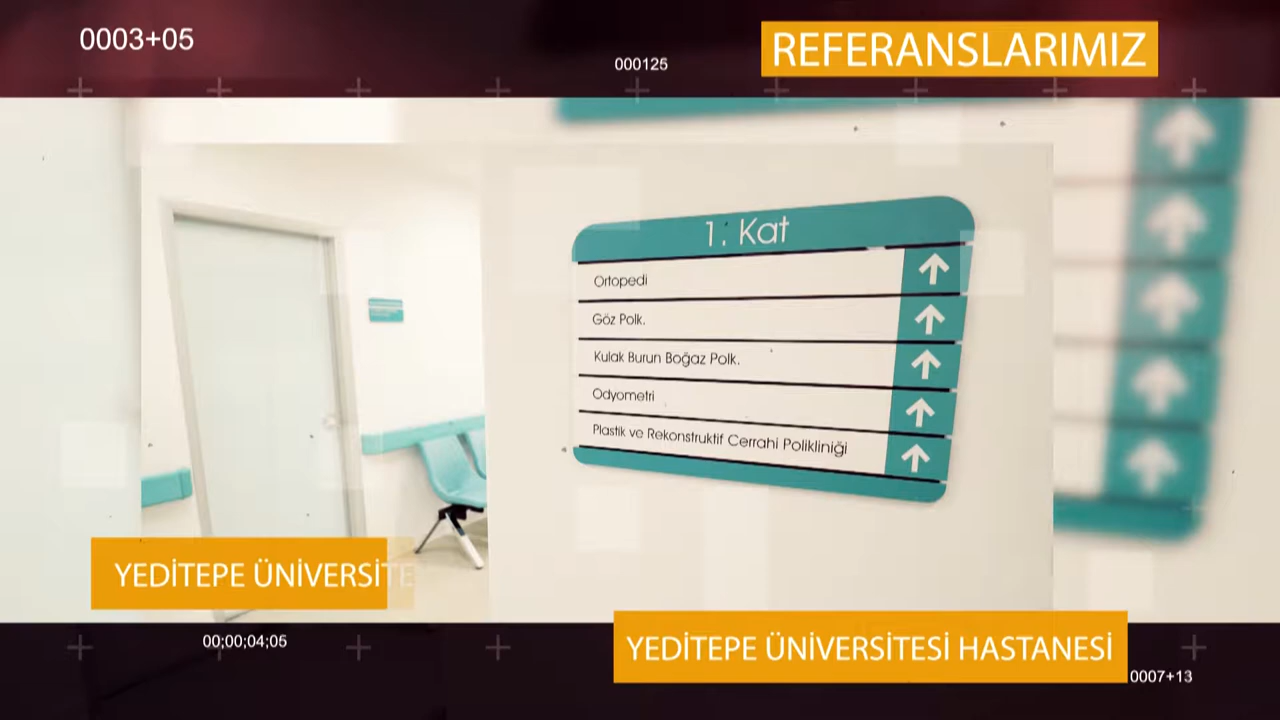 0003+05
REFERANSLARIMIZ
000125
1. Kat
Ortopedi
Göz Polk.
Kulak Burun Boğaz Polk.
Odyometri
Plastik ve Rekonstruktif Cerrahi Polikliniği
YEDİTEPE ÜNİVERSİTE
00;00;04;05
YEDİTEPE ÜNİVERSİTESİ HASTANESİ
0007+13